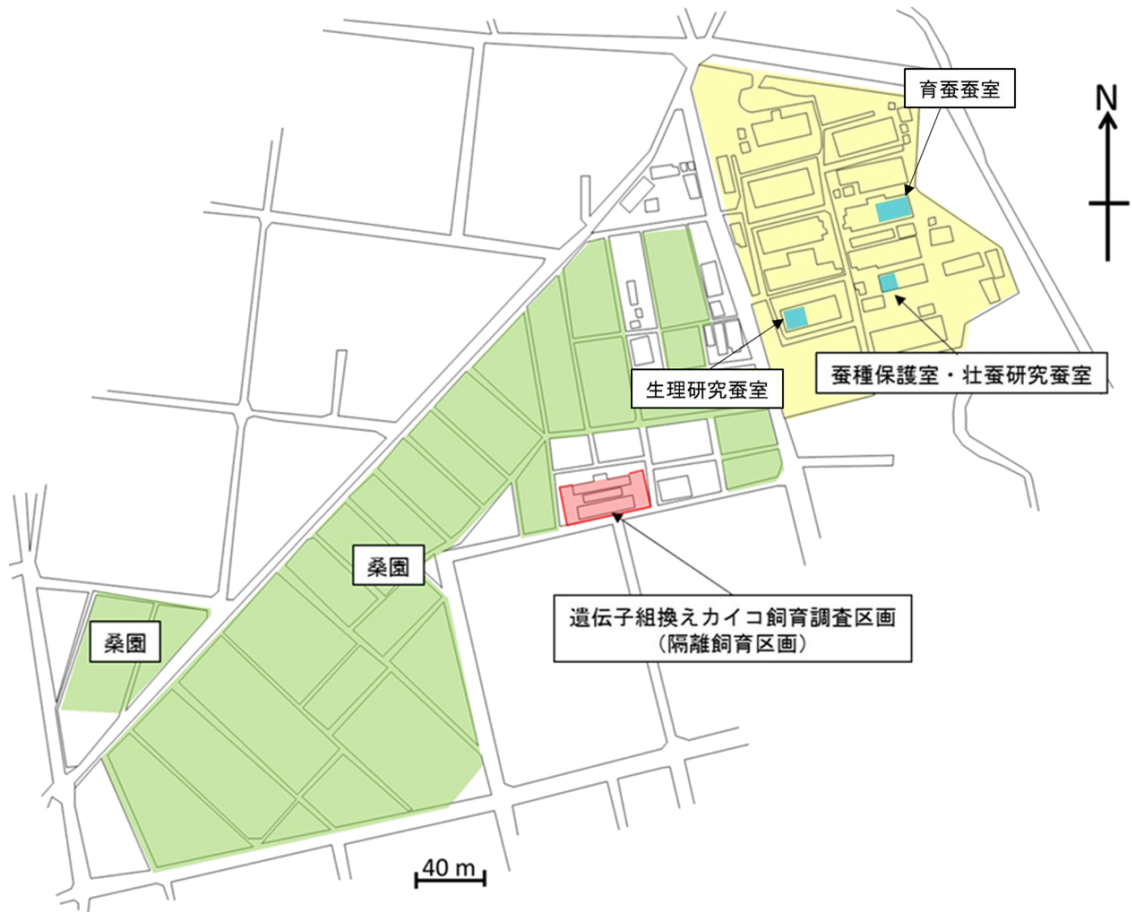 育蚕蚕室
N
蚕種保護室・壮蚕研究蚕室
生理研究蚕室
桑園
遺伝子組換えカイコ飼育調査区画
（隔離飼育区画）
桑園
40 m